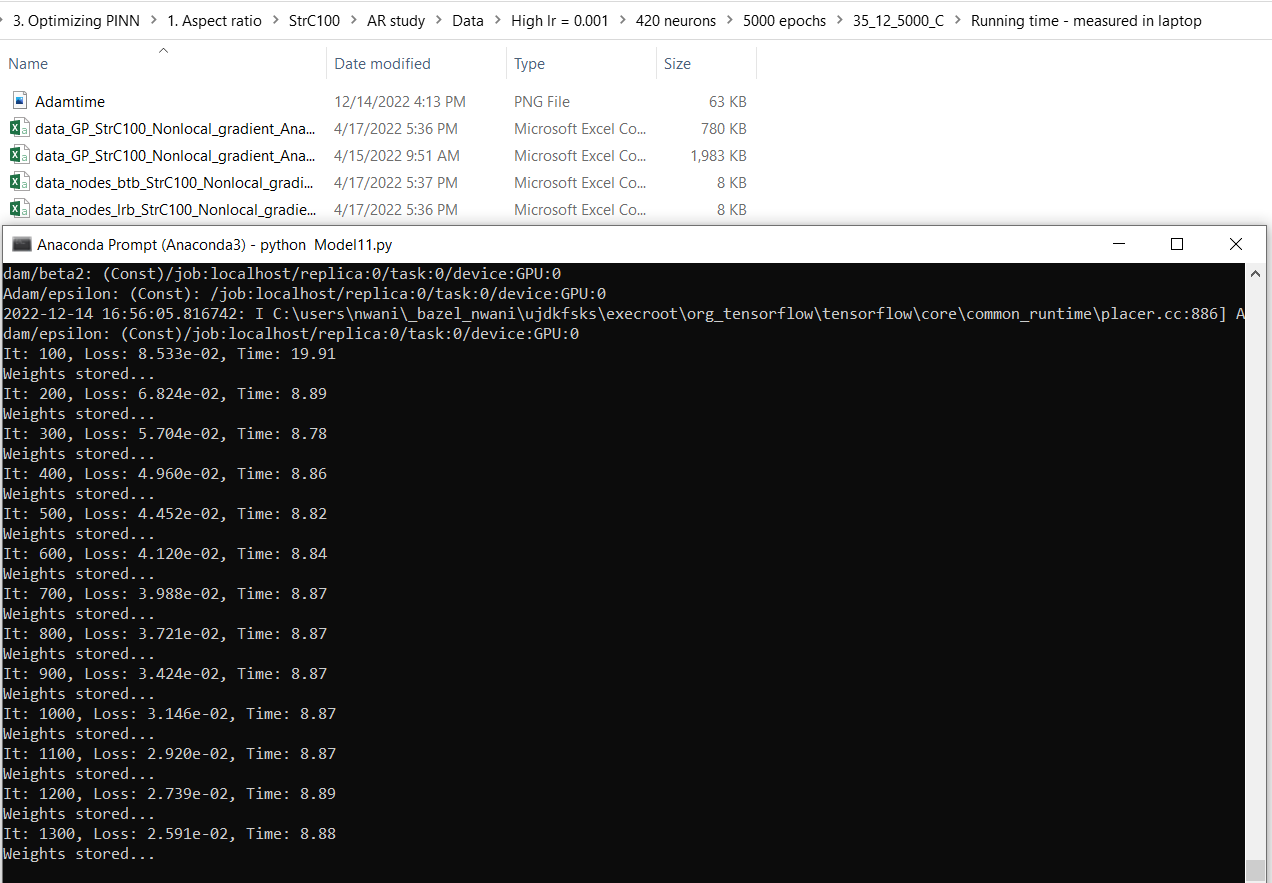 3. Optimizing PINN > 1. Aspect ratio > StrC100 > AR study > Data > High lr = 0.001 > 420 neurons > 5000 epochs > 35_12_5000_C > Running time - measured in laptop
Name Date modified Type Size
Adamtime 12/14/2022 4:13 PM PNG File 63 KB
data_GP_StrC100_Nonlocal_gradient_Ana... 4/17/2022 5:36 PM Microsoft Excel Co... 780 KB
data_GP_StrC100_Nonlocal_gradient_Ana... 4/15/2022 9:51 AM Microsoft Excel Co... 1,983 KB
data_nodes_btb_StrC100_Nonlocal_gradi... 4/17/2022 5:37 PM Microsoft Excel Co... 8 KB
data_nodes_lrb_StrC100_Nonlocal_gradie... 4/17/2022 5:36 PM Microsoft Excel Co... 8 KB
Anaconda Prompt (Anaconda3) - python  Model11.py
dam/beta2: (Const)/job:localhost/replica:0/task:0/device:GPU:0
Adam/epsilon: (Const): /job:localhost/replica:0/task:0/device:GPU:0
2022-12-14 16:56:05.816742: I C:\users\nwani\_bazel_nwani\ujdkfsks\execroot\org_tensorflow\tensorflow\core\common_runtime\placer.cc:886] A
dam/epsilon: (Const)/job:localhost/replica:0/task:0/device:GPU:0
It: 100, Loss: 8.533e-02, Time: 19.91
Weights stored...
It: 200, Loss: 6.824e-02, Time: 8.89
Weights stored...
It: 300, Loss: 5.704e-02, Time: 8.78
Weights stored...
It: 400, Loss: 4.960e-02, Time: 8.86
Weights stored...
It: 500, Loss: 4.452e-02, Time: 8.82
Weights stored...
It: 600, Loss: 4.120e-02, Time: 8.84
Weights stored...
It: 700, Loss: 3.988e-02, Time: 8.87
Weights stored...
It: 800, Loss: 3.721e-02, Time: 8.87
Weights stored...
It: 900, Loss: 3.424e-02, Time: 8.87
Weights stored...
It: 1000, Loss: 3.146e-02, Time: 8.87
Weights stored...
It: 1100, Loss: 2.920e-02, Time: 8.87
Weights stored...
It: 1200, Loss: 2.739e-02, Time: 8.89
Weights stored...
It: 1300, Loss: 2.591e-02, Time: 8.88
Weights stored...